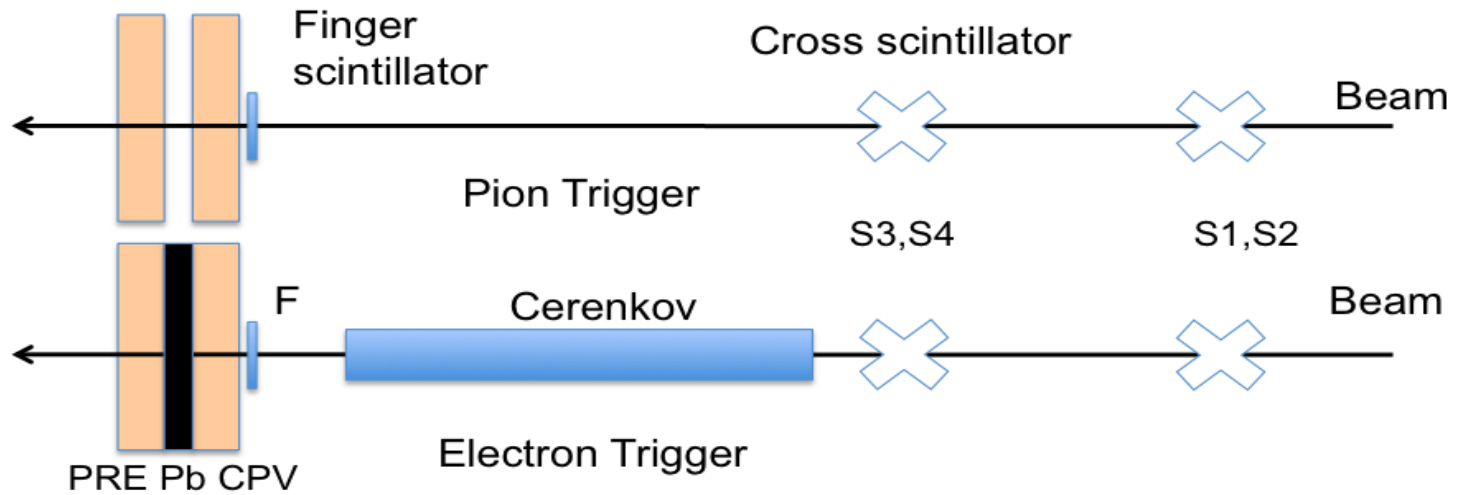 Finger
scintillator
Cross scintillator
Beam
Pion Trigger
S3,S4
S1,S2
F
Cerenkov
Beam
Electron Trigger
PRE Pb CPV